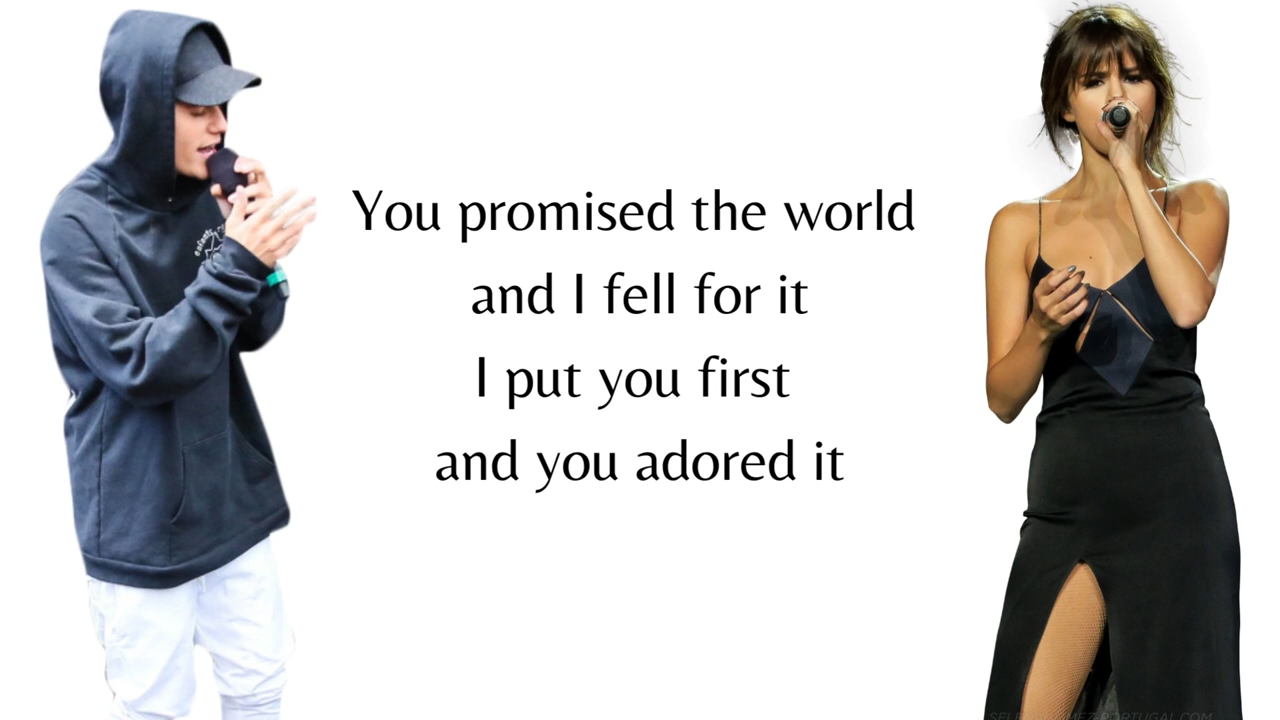 You promised the world
and I fell for it
I put you first
and you adored it